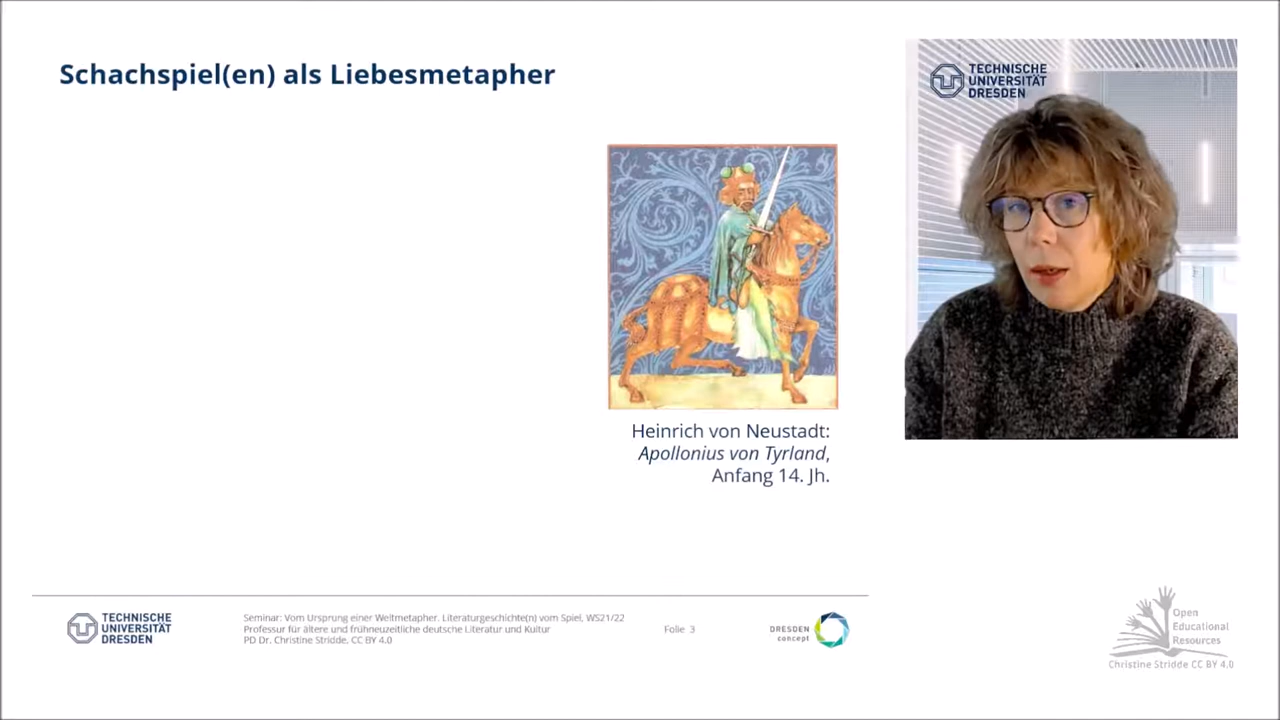 Schachspiel(en) als Liebesmetapher
TECHNISCHE
UNIVERSITÄT
DRESDEN
Heinrich von Neustadt:
Apollonius von Tyrland,
Anfang 14. Jh.
TECHNISCHE
UNIVERSITÄT
DRESDEN
Seminar: Vom Ursprung einer Weltmetapher. Literaturgeschichte(n) vom Spiel, WS21/22
Professur für ältere und frühneuzeitliche deutsche Literatur und Kultur
PD Dr. Christine Stridde, CC BY 4.0
Folie 3
DRESDEN
concept
Open
Educational
Resources
Christine Stridde CC BY 4.0